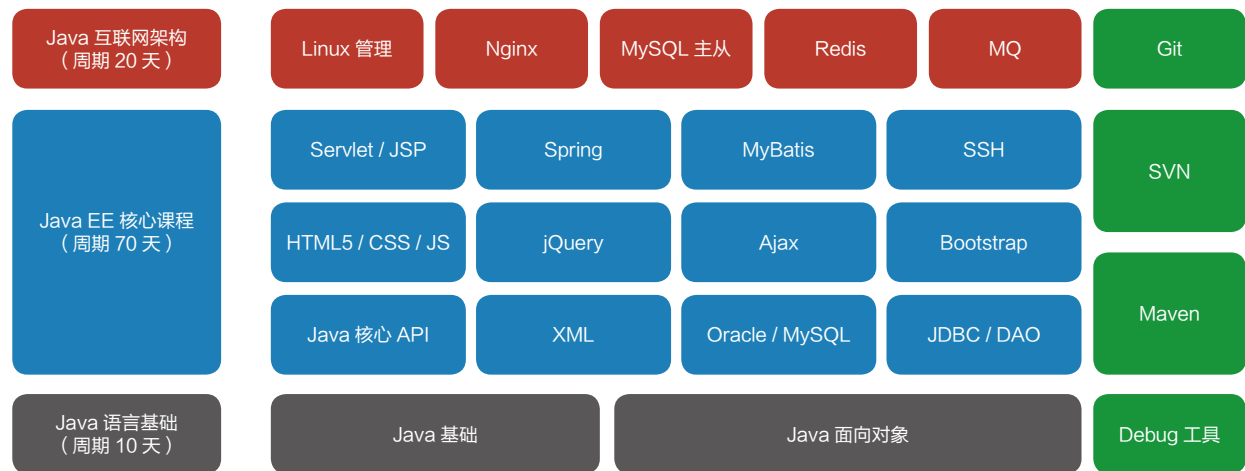 Java 互联网架构
（周期 20 天）
Linux 管理
Nginx
MySQL 主从
Redis
MQ
Git
Java EE 核心课程
（周期 70 天）
Servlet / JSP
Spring
MyBatis
SSH
SVN
HTML5 / CSS / JS
jQuery
Ajax
Bootstrap
Maven
Java 核心 API
XML
Oracle / MySQL
JDBC / DAO
Java 语言基础
（周期 10 天）
Java 基础
Java 面向对象
Debug 工具